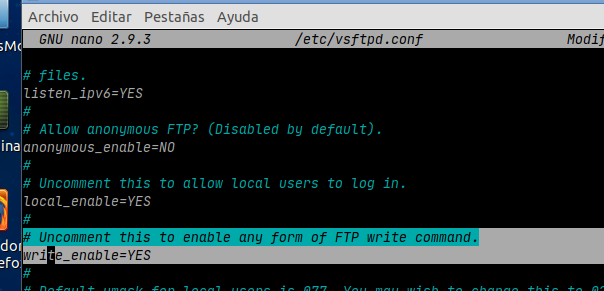 Archivo Editar Pestañas Ayuda
GNU nano 2.9.3 /etc/vsftpd.conf Modif
# files.
listen_ipv6=YES
#
# Allow anonymous FTP? (Disabled by default).
anonymous_enable=NO
#
# Uncomment this to allow local users to log in.
local_enable=YES
#
# Uncomment this to enable any form of FTP write command.
write_enable=YES
#
# Default umask for local users is 077. You may wish to change this to 02
sMo
ina
dor
efo